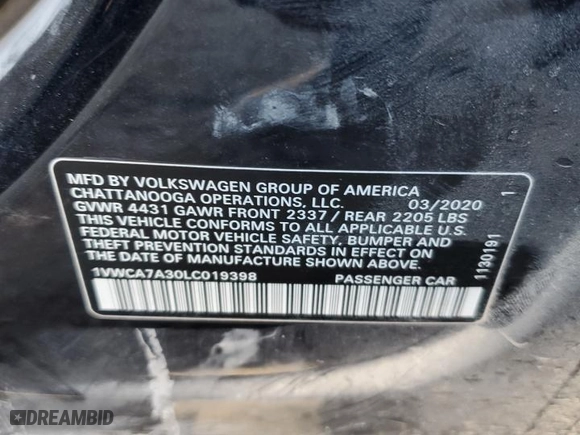 MFD BY VOLKSWAGEN GROUP OF AMERICA
CHATTANOOGA OPERATIONS, LLC. 03/2020
GVWR 4431 GAWR FRONT 2337 / REAR 2205 LBS
THIS VEHICLE CONFORMS TO ALL APPLICABLE U.S.
FEDERAL MOTOR VEHICLE SAFETY, BUMPER AND
THEFT PREVENTION STANDARDS IN EFFECT ON
THE DATE OF MANUFACTURE.
1VWCA7A30LC019398 PASSENGER CAR
1130191 1
DREAMBID